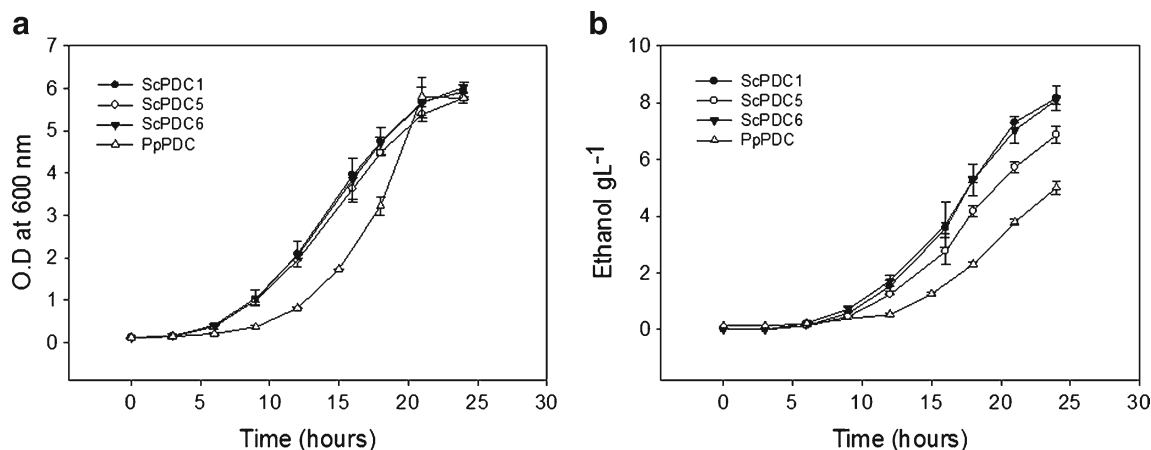 a
7
6
5
4
3
2
1
0
O.D at 600 nm
ScPDC1
ScPDC5
ScPDC6
PpPDC
0 5 10 15 20 25 30
Time (hours)
b
10
8
6
4
2
0
Ethanol gL⁻¹
ScPDC1
ScPDC5
ScPDC6
PpPDC
0 5 10 15 20 25 30
Time (hours)